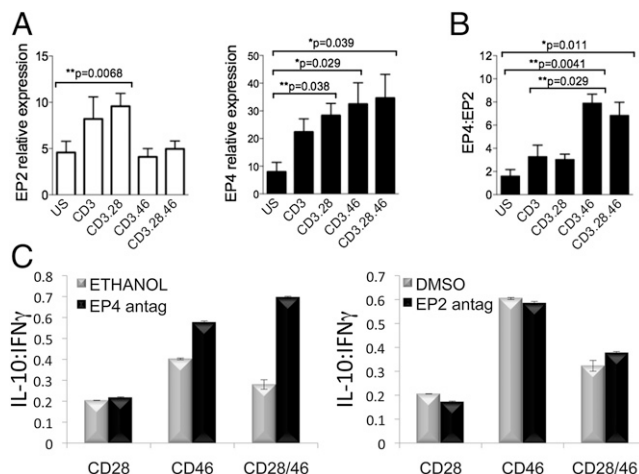 A
EP2 relative expression
15
10
5
0
**p=0.0068
US
CD3
CD3.28
CD3.46
CD3.28.46
EP4 relative expression
50
40
30
20
10
0
*p=0.039
*p=0.029
**p=0.038
US
CD3
CD3.28
CD3.46
CD3.28.46
B
EP4:EP2
12
10
8
6
4
2
0
*p=0.011
**p=0.0041
**p=0.029
US
CD3
CD3.28
CD3.46
CD3.28.46
C
IL-10:IFNγ
0.8
0.7
0.6
0.5
0.4
0.3
0.2
0.1
0
ETHANOL
EP4 antag
CD28
CD46
CD28/46
IL-10:IFNγ
0.7
0.6
0.5
0.4
0.3
0.2
0.1
0
DMSO
EP2 antag
CD28
CD46
CD28/46